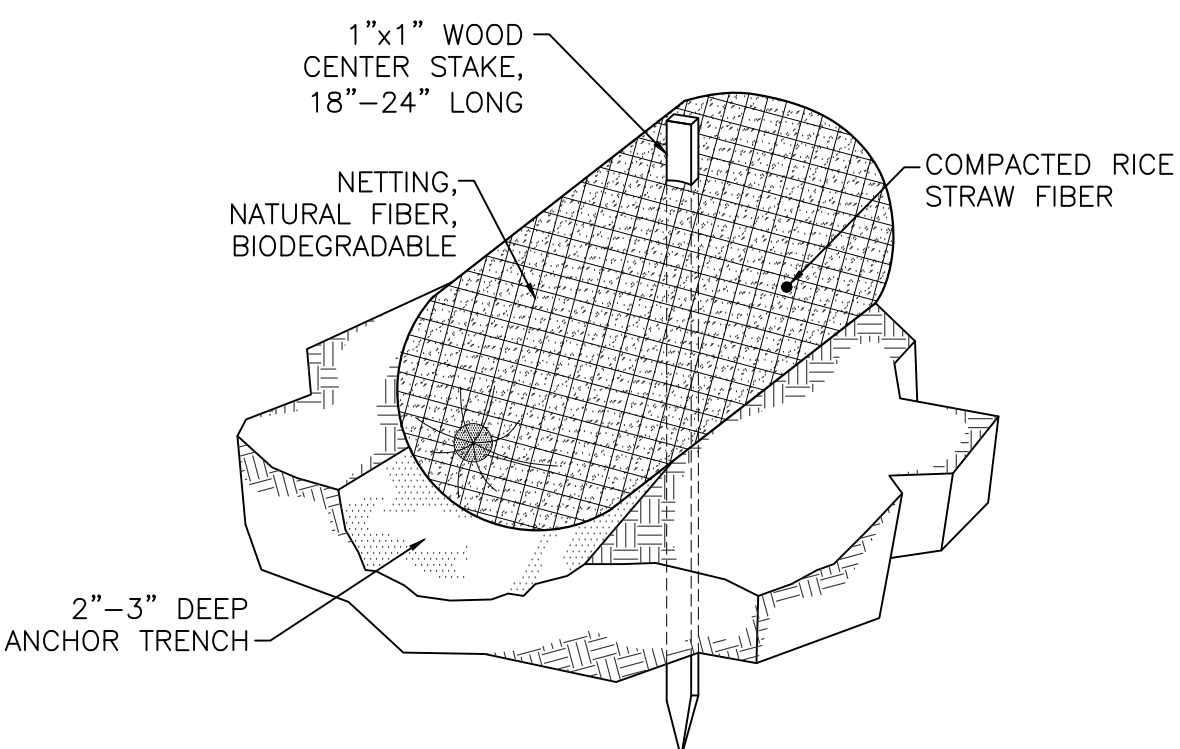 1”x1” WOOD
CENTER STAKE,
18”–24” LONG
NETTING,
NATURAL FIBER,
BIODEGRADABLE
COMPACTED RICE
STRAW FIBER
2”–3” DEEP
ANCHOR TRENCH